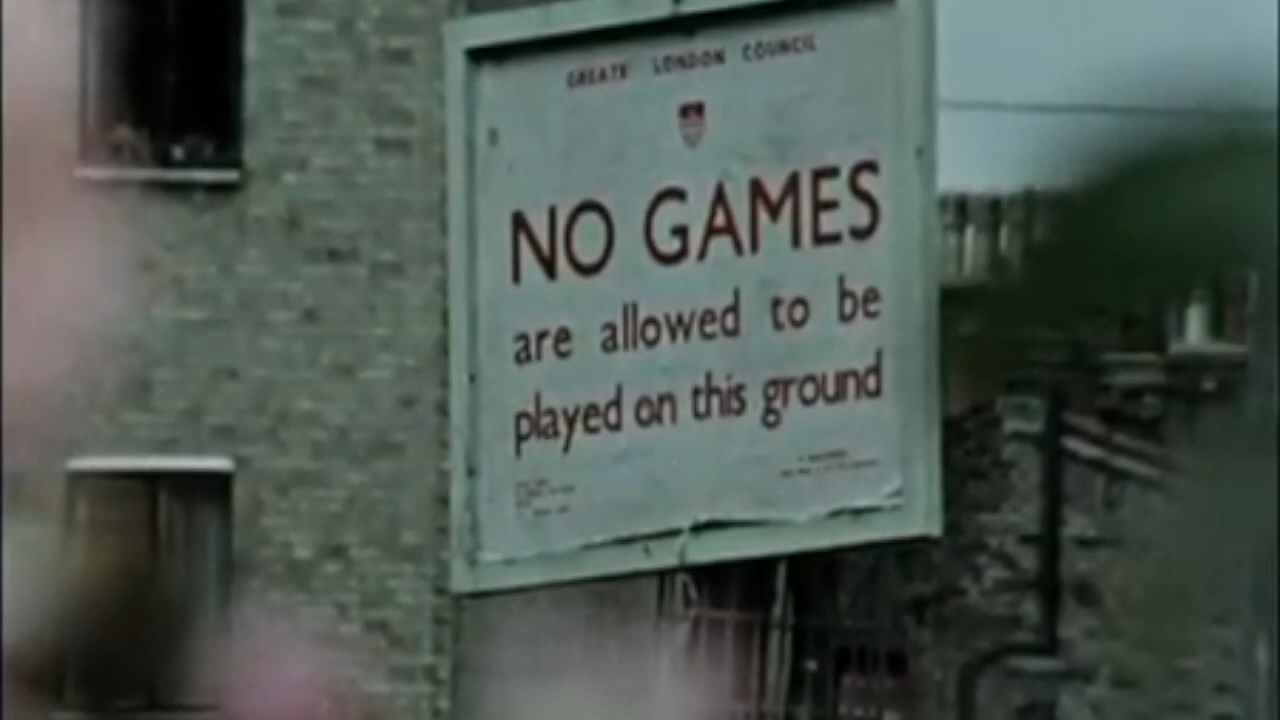 GREATE LONDON COUNCIL
NO GAMES
are allowed to be
played on this ground